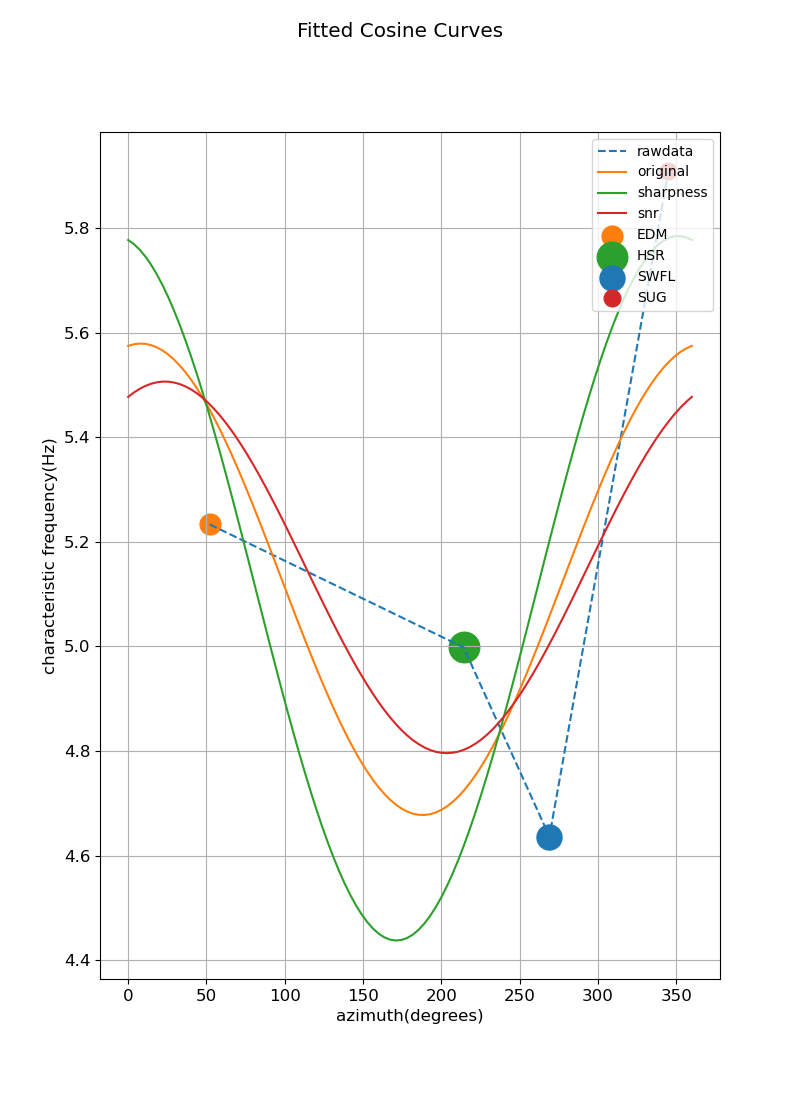 Fitted Cosine Curves
characteristic frequency(Hz)
5.8
5.6
5.4
5.2
5.0
4.8
4.6
4.4
rawdata
original
sharpness
snr
EDM
HSR
SWFL
SUG
0 50 100 150 200 250 300 350
azimuth(degrees)